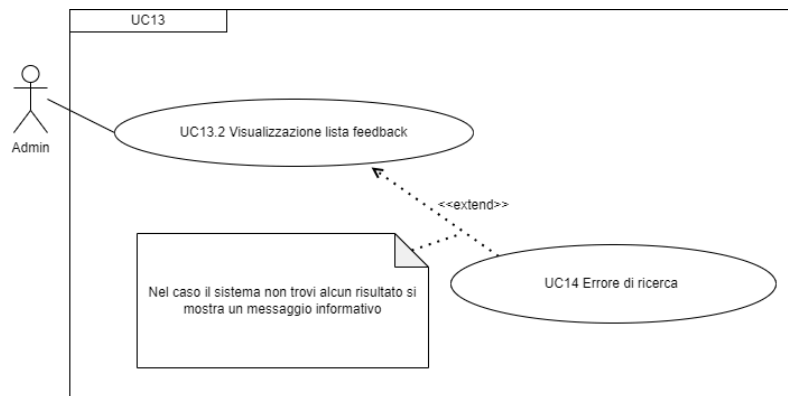 UC13
UC13.2 Visualizzazione lista feedback
Admin
<<extend>>
Nel caso il sistema non trovi alcun risultato si
mostra un messaggio informativo
UC14 Errore di ricerca